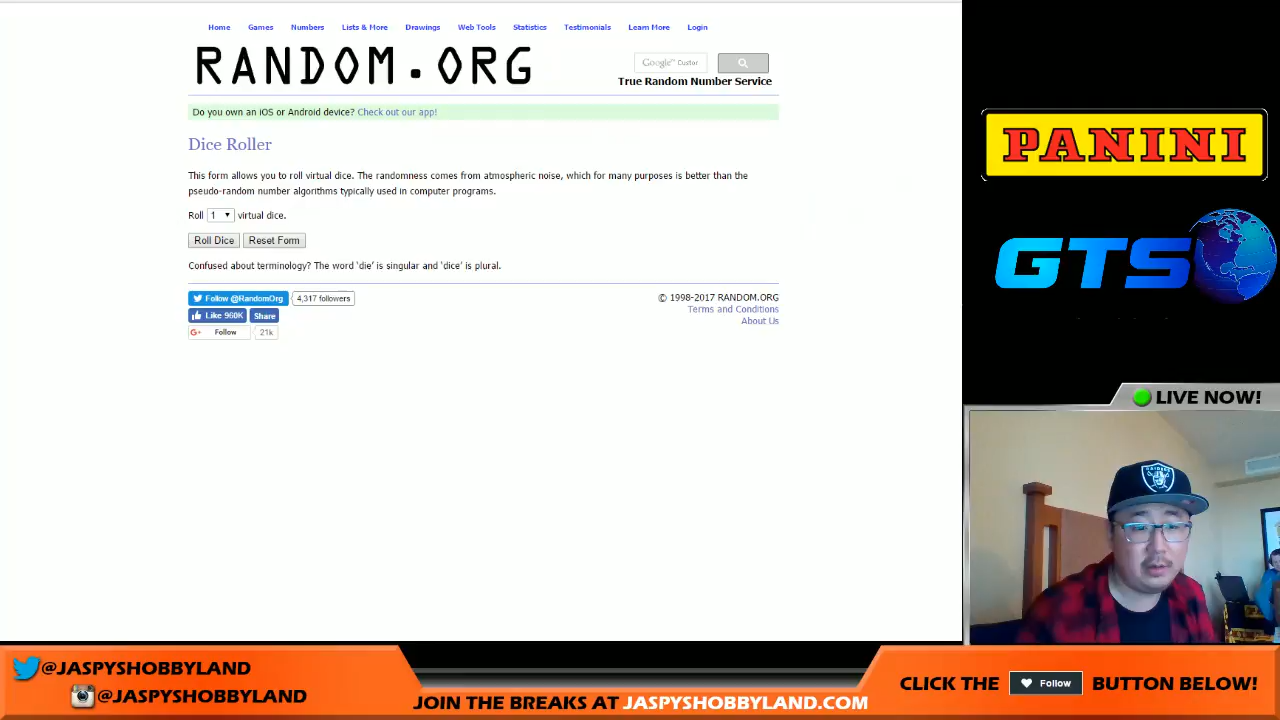 Home Games Numbers Lists & More Drawings Web Tools Statistics Testimonials Learn More Login
RANDOM.ORG
Google™ Custor
True Random Number Service
Do you own an iOS or Android device? Check out our app!
Dice Roller
This form allows you to roll virtual dice. The randomness comes from atmospheric noise, which for many purposes is better than the
pseudo-random number algorithms typically used in computer programs.
Roll 1 virtual dice.
Roll Dice Reset Form
Confused about terminology? The word 'die' is singular and 'dice' is plural.
Follow @RandomOrg 4,317 followers
Like 960K Share
G+ Follow 21k
© 1998-2017 RANDOM.ORG
Terms and Conditions
About Us
PANINI
GTS
LIVE NOW!
RAIDERS
@JASPYSHOBBYLAND
@JASPYSHOBBYLAND
JOIN THE BREAKS AT JASPYSHOBBYLAND.COM
CLICK THE Follow BUTTON BELOW!